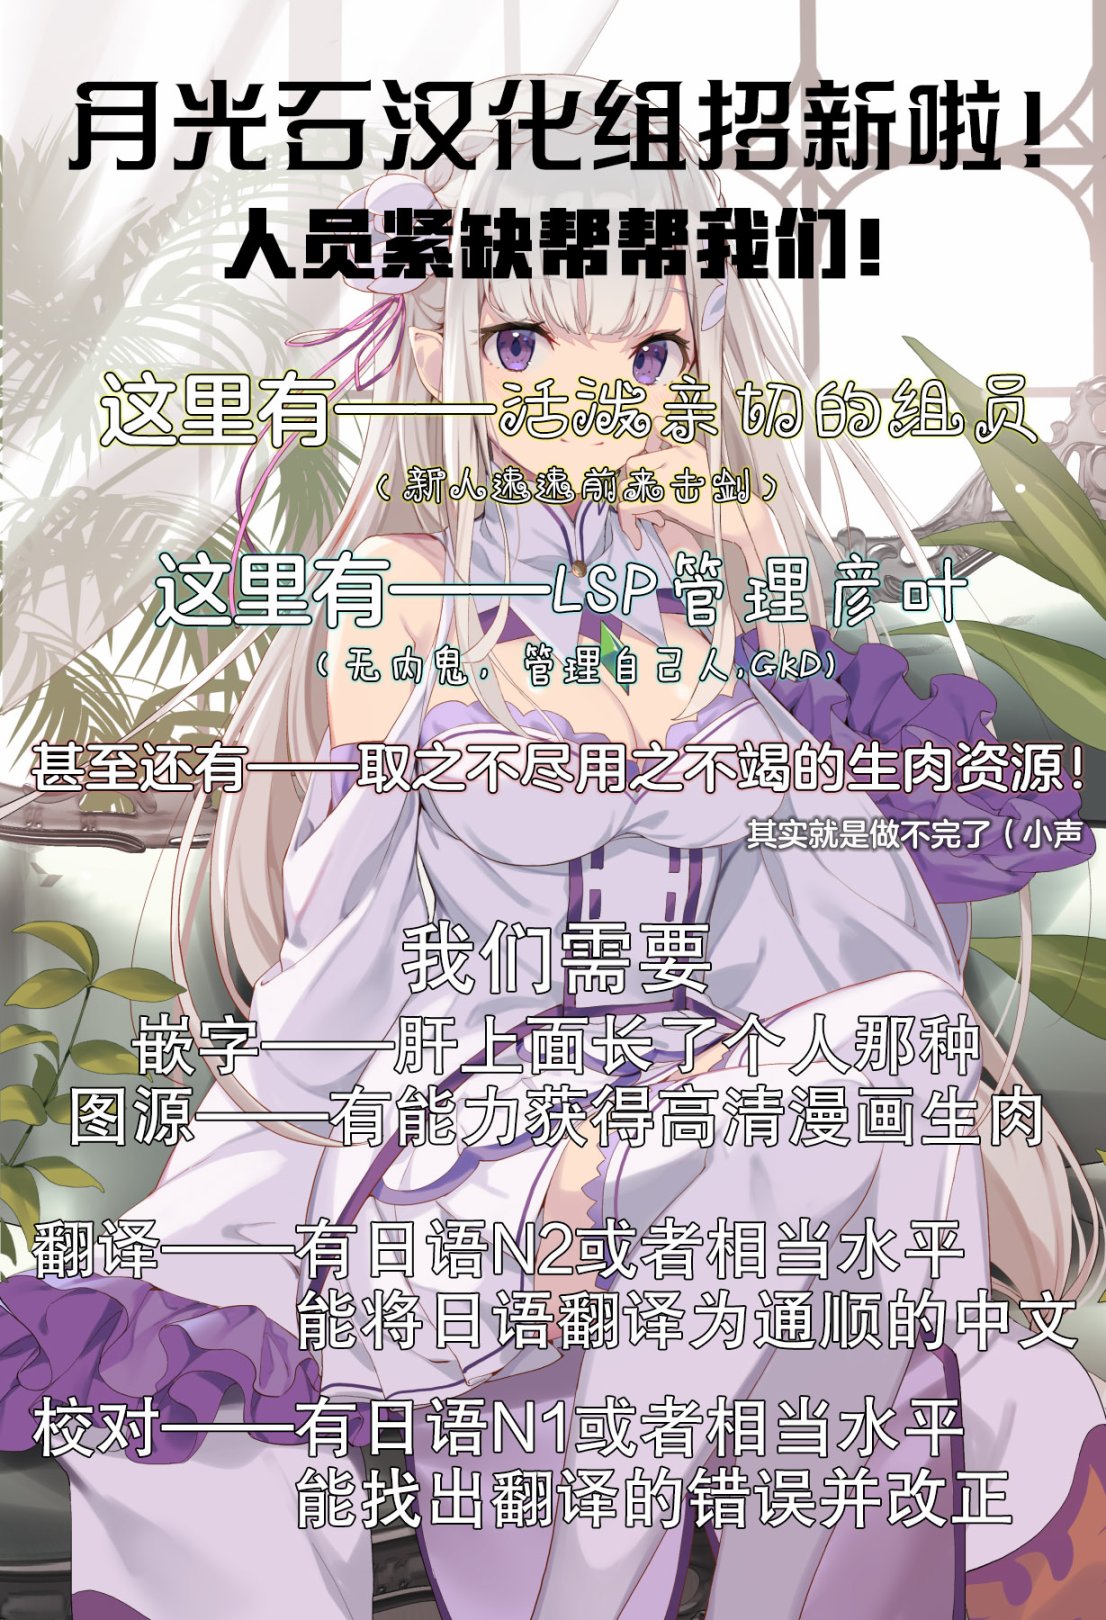 月光石汉化组招新啦！
人员紧缺帮帮我们！
这里有——活泼亲切的组员
（新人速速前来击剑）
这里有——LSP管理彦叶
（无内鬼，管理自己人,GKD）
甚至还有——取之不尽用之不竭的生肉资源！
其实就是做不完了（小声
我们需要
嵌字——肝上面长了个人那种
图源——有能力获得高清漫画生肉
翻译——有日语N2或者相当水平
能将日语翻译为通顺的中文
校对——有日语N1或者相当水平
能找出翻译的错误并改正